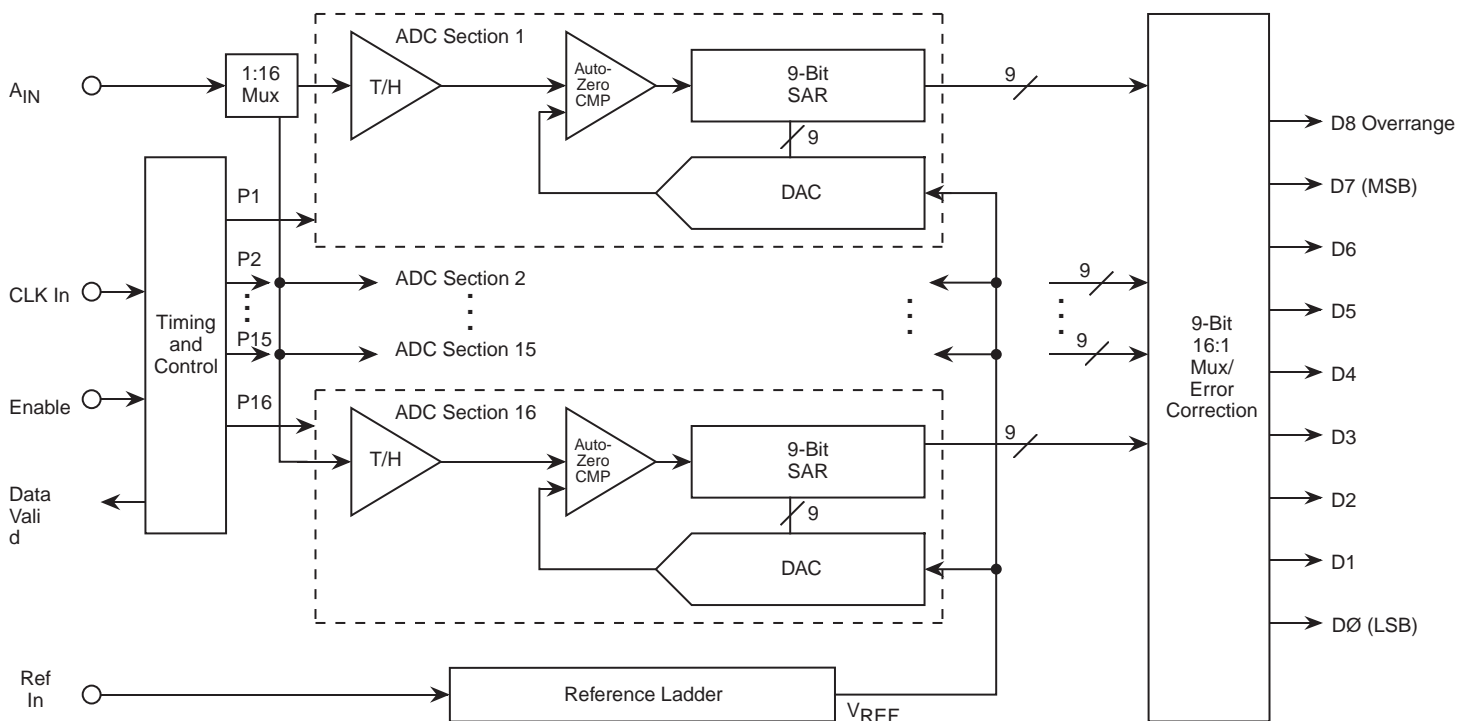 ADC Section 1
A_IN
1:16
Mux
T/H
Auto-
Zero
CMP
9-Bit
SAR
9
9
DAC
P1
P2
ADC Section 2
9
P15
ADC Section 15
9
P16
CLK In
Timing
and
Control
Enable
Data
Vali
d
ADC Section 16
T/H
Auto-
Zero
CMP
9-Bit
SAR
9
9
DAC
Ref
In
Reference Ladder
V_REF
9-Bit
16:1
Mux/
Error
Correction
D8 Overrange
D7 (MSB)
D6
D5
D4
D3
D2
D1
DØ (LSB)